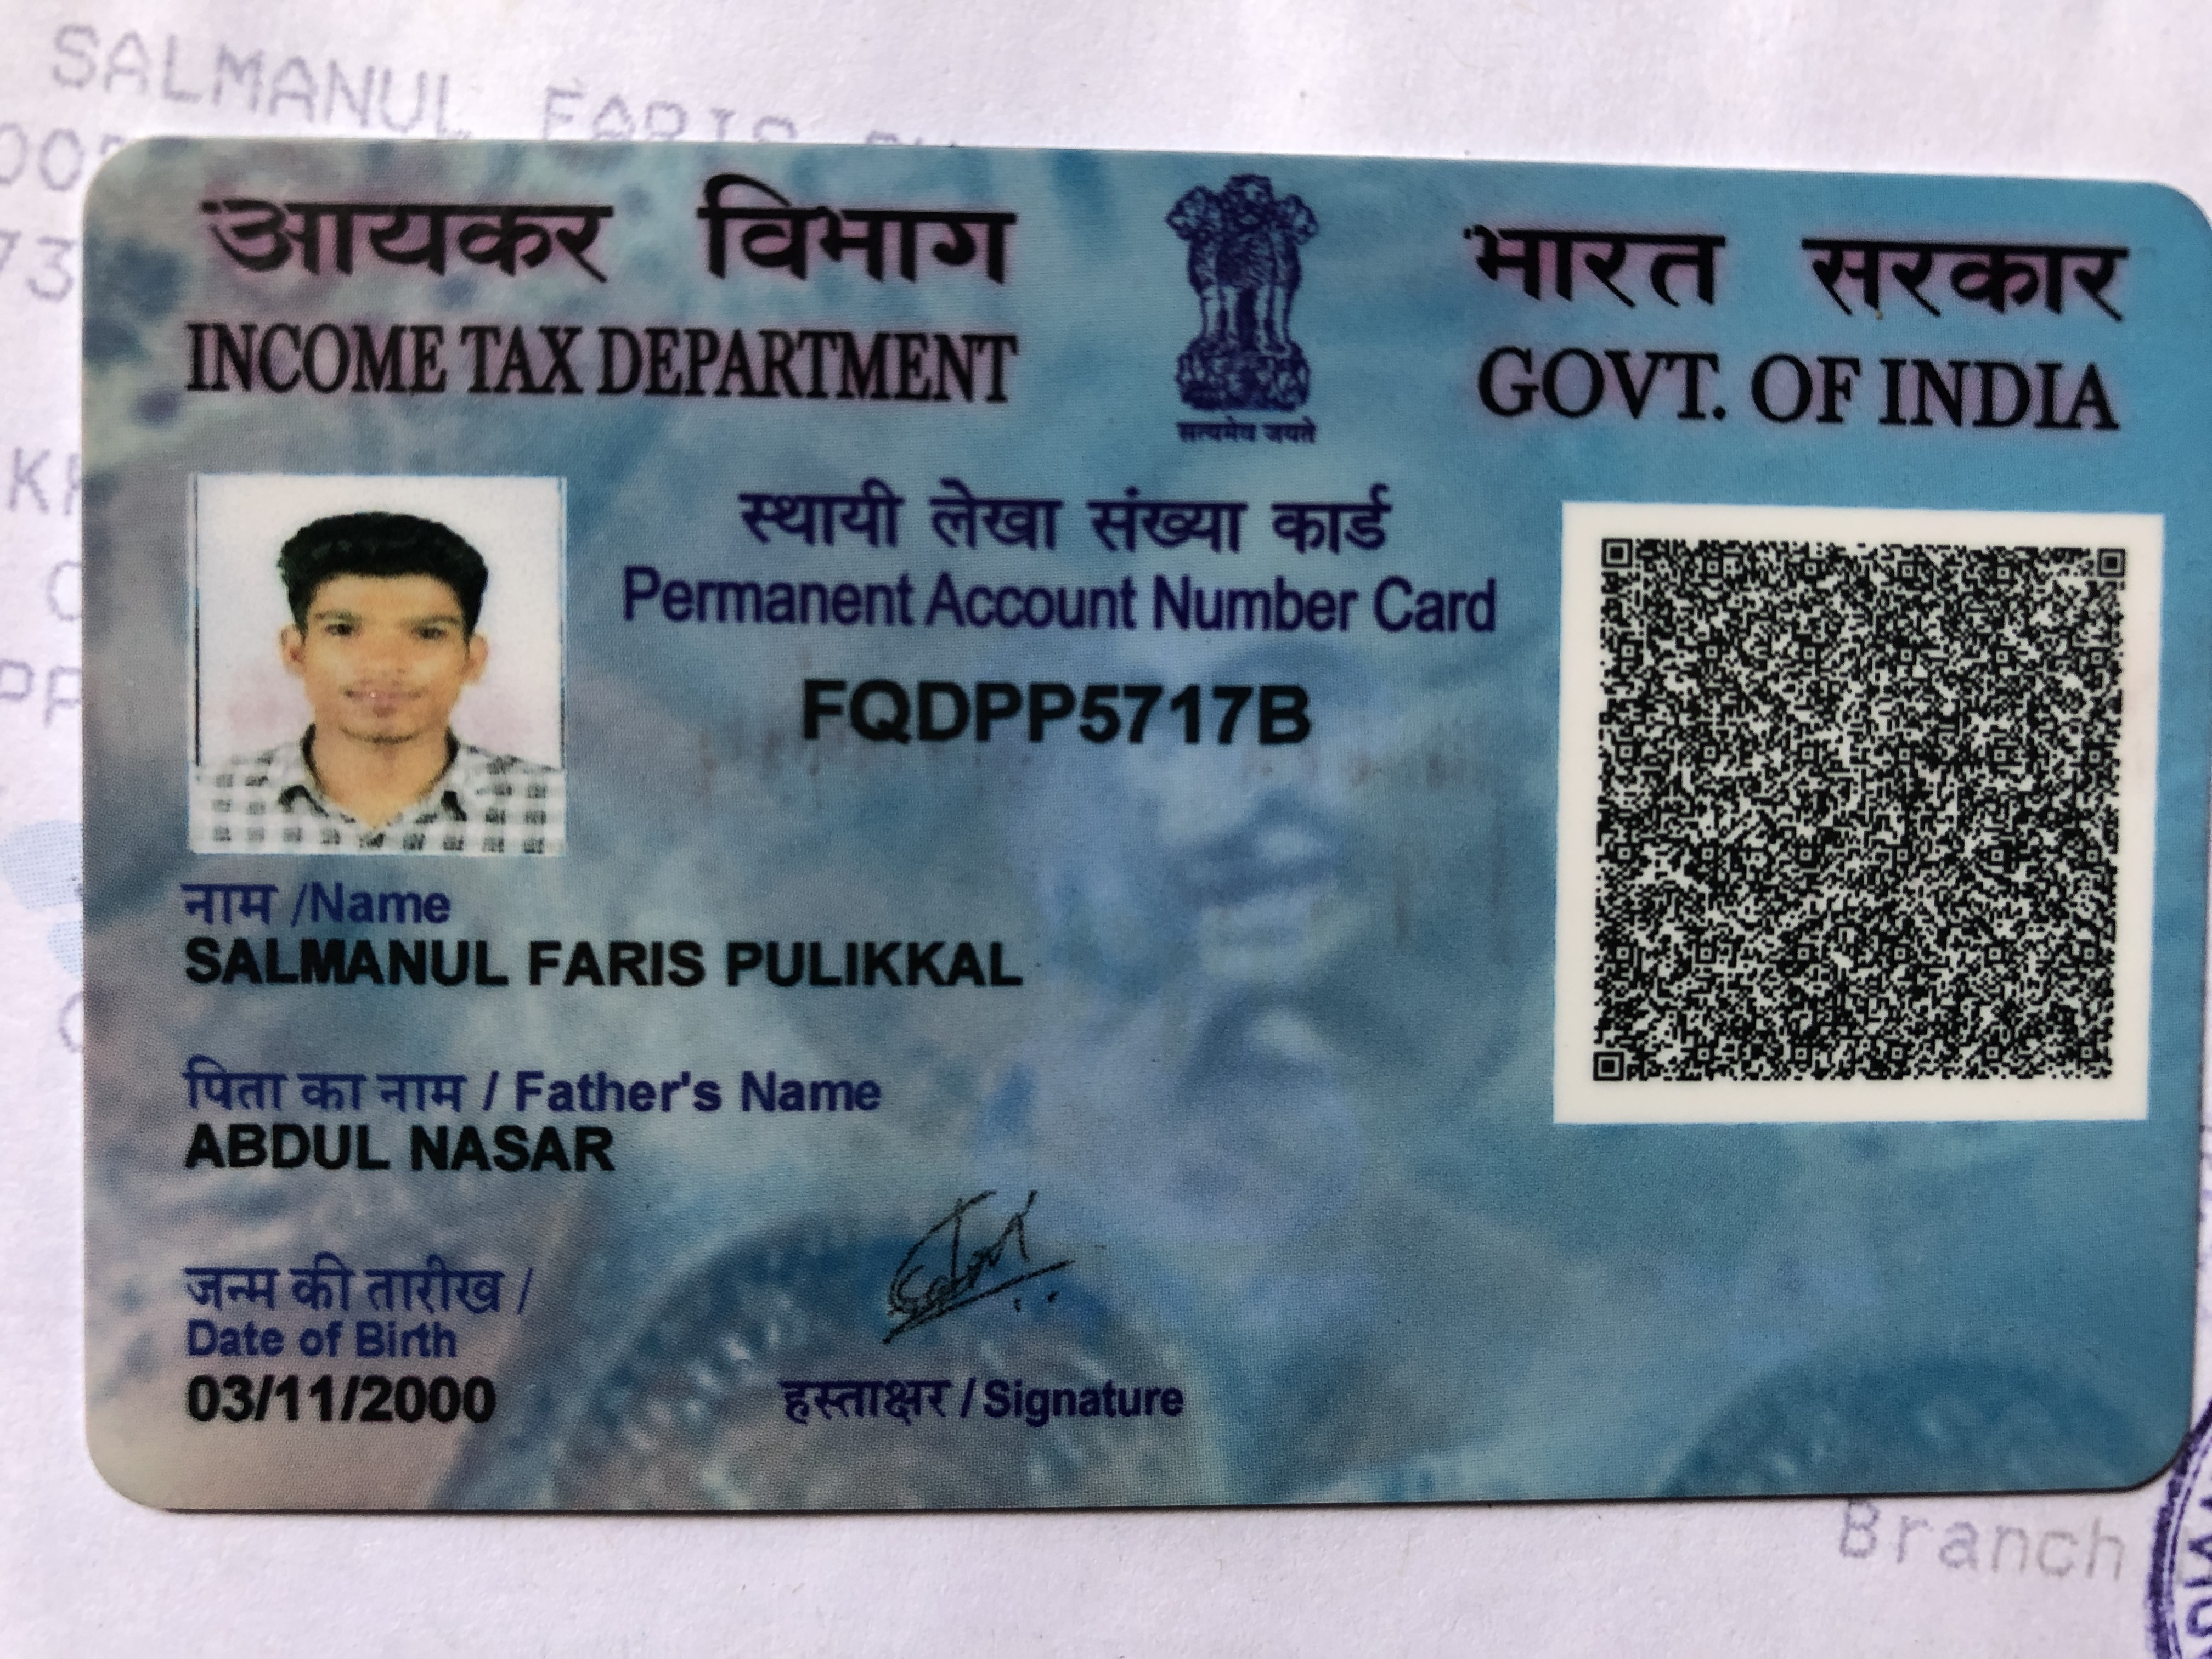 आयकर विभाग
INCOME TAX DEPARTMENT
सत्यमेव जयते
भारत सरकार
GOVT. OF INDIA
स्थायी लेखा संख्या कार्ड
Permanent Account Number Card
FQDPP5717B
नाम /Name
SALMANUL FARIS PULIKKAL
पिता का नाम / Father's Name
ABDUL NASAR
जन्म की तारीख /
Date of Birth
03/11/2000
हस्ताक्षर / Signature
SALMANUL FARIS
Branch